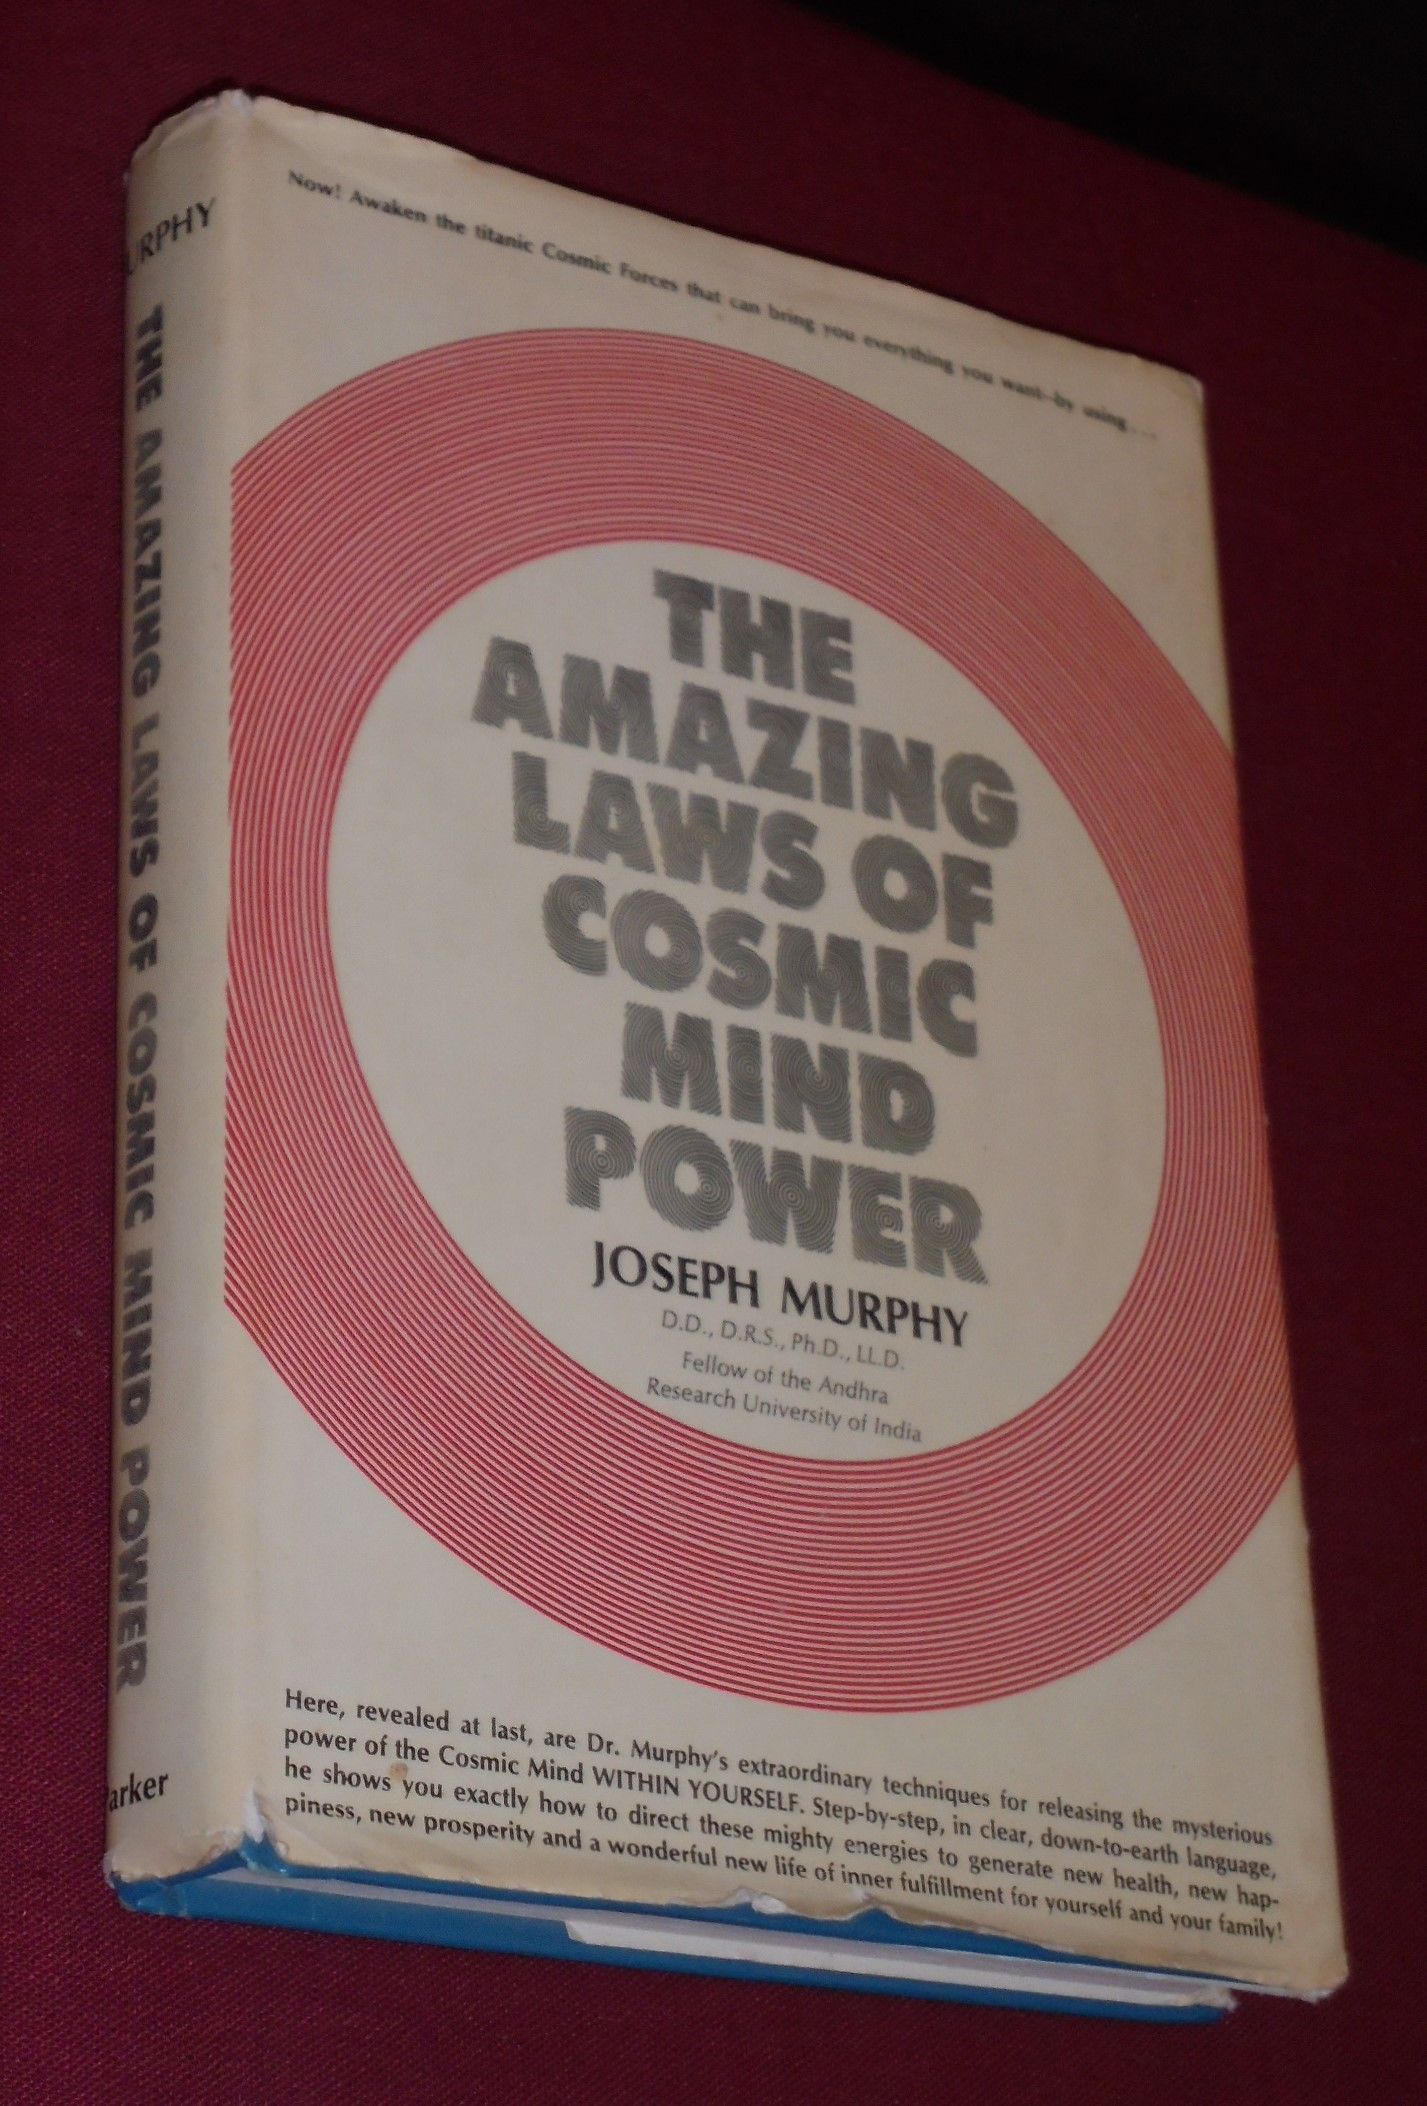 Now! Awaken the titanic Cosmic Forces that can bring you everything you want—by using...
THE
AMAZING
LAWS OF
COSMIC
MIND
POWER
JOSEPH MURPHY
D.D., D.R.S., Ph.D., LL.D.
Fellow of the Andhra
Research University of India
Here, revealed at last, are Dr. Murphy's extraordinary techniques for releasing the mysterious
power of the Cosmic Mind WITHIN YOURSELF. Step-by-step, in clear, down-to-earth language,
he shows you exactly how to direct these mighty energies to generate new health, new hap-
piness, new prosperity and a wonderful new life of inner fulfillment for yourself and your family!
URPHY
THE AMAZING LAWS OF COSMIC MIND POWER
Parker